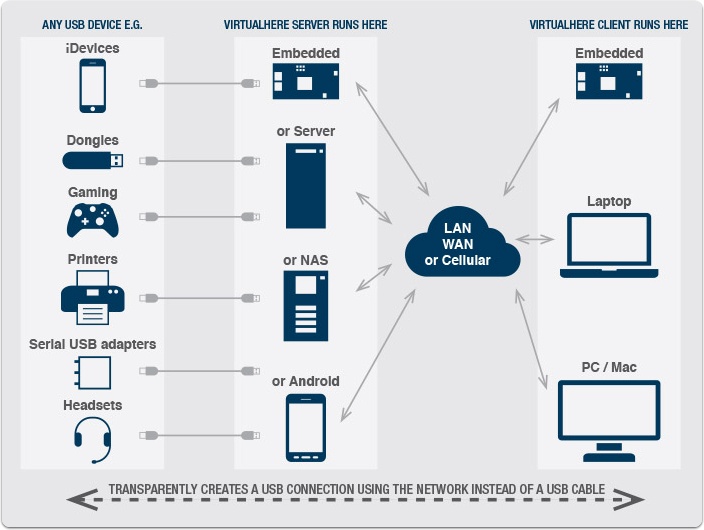 ANY USB DEVICE E.G.
VIRTUALHERE SERVER RUNS HERE
VIRTUALHERE CLIENT RUNS HERE
iDevices
Embedded
Embedded
Dongles
or Server
Gaming
Laptop
LAN
WAN
or Cellular
Printers
or NAS
Serial USB adapters
PC / Mac
or Android
Headsets
TRANSPARENTLY CREATES A USB CONNECTION USING THE NETWORK INSTEAD OF A USB CABLE